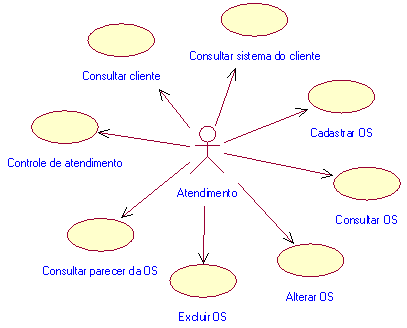 Consultar sistema do cliente
Consultar cliente
Cadastrar OS
Controle de atendimento
Atendimento
Consultar OS
Consultar parecer da OS
Alterar OS
Excluir OS